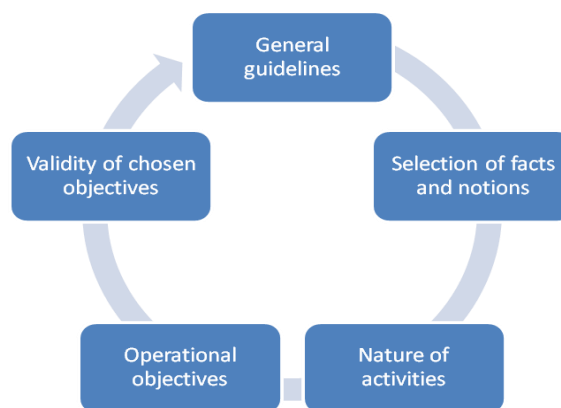 General
guidelines
Selection of facts
and notions
Nature of
activities
Operational
objectives
Validity of chosen
objectives